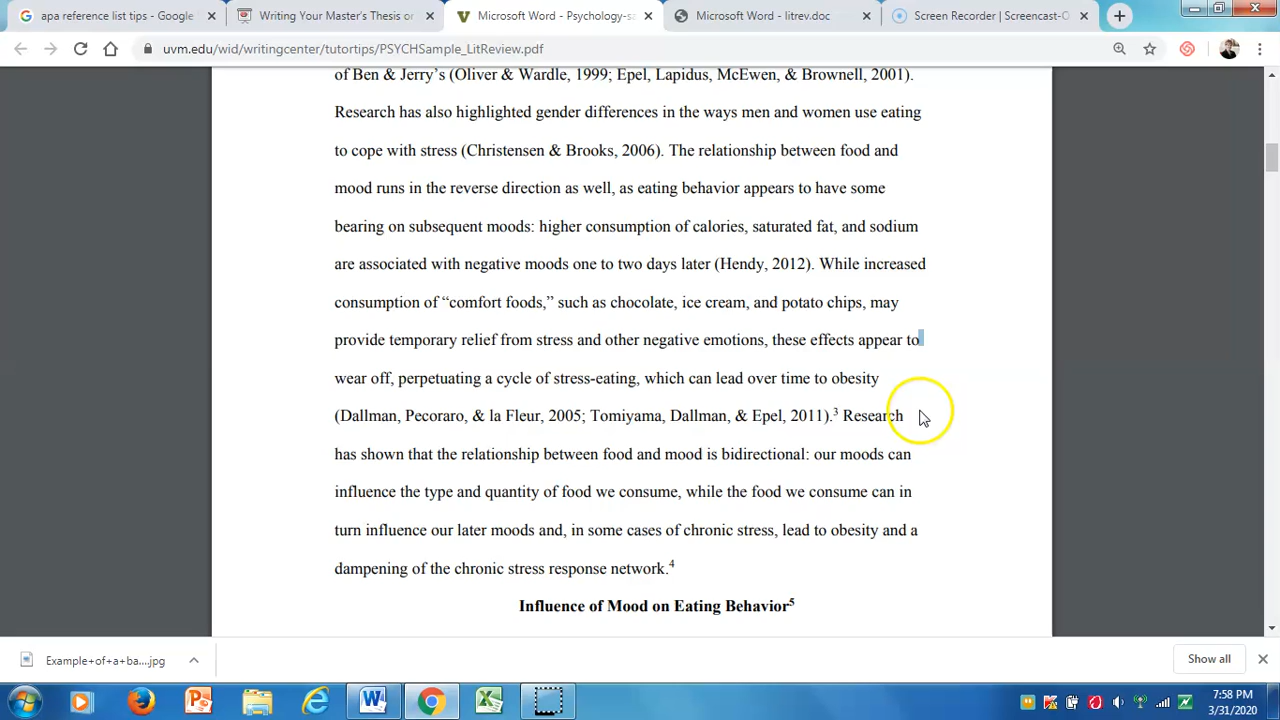 apa reference list tips - Google
Writing Your Master's Thesis or
Microsoft Word - Psychology-sa
Microsoft Word - litrev.doc
Screen Recorder | Screencast-O
uvm.edu/wid/writingcenter/tutortips/PSYCHSample_LitReview.pdf
of Ben & Jerry’s (Oliver & Wardle, 1999; Epel, Lapidus, McEwen, & Brownell, 2001).
Research has also highlighted gender differences in the ways men and women use eating
to cope with stress (Christensen & Brooks, 2006). The relationship between food and
mood runs in the reverse direction as well, as eating behavior appears to have some
bearing on subsequent moods: higher consumption of calories, saturated fat, and sodium
are associated with negative moods one to two days later (Hendy, 2012). While increased
consumption of “comfort foods,” such as chocolate, ice cream, and potato chips, may
provide temporary relief from stress and other negative emotions, these effects appear to
wear off, perpetuating a cycle of stress-eating, which can lead over time to obesity
(Dallman, Pecoraro, & la Fleur, 2005; Tomiyama, Dallman, & Epel, 2011).³ Research
has shown that the relationship between food and mood is bidirectional: our moods can
influence the type and quantity of food we consume, while the food we consume can in
turn influence our later moods and, in some cases of chronic stress, lead to obesity and a
dampening of the chronic stress response network.⁴
Influence of Mood on Eating Behavior⁵
Example+of+a+ba....jpg
Show all
7:58 PM
3/31/2020